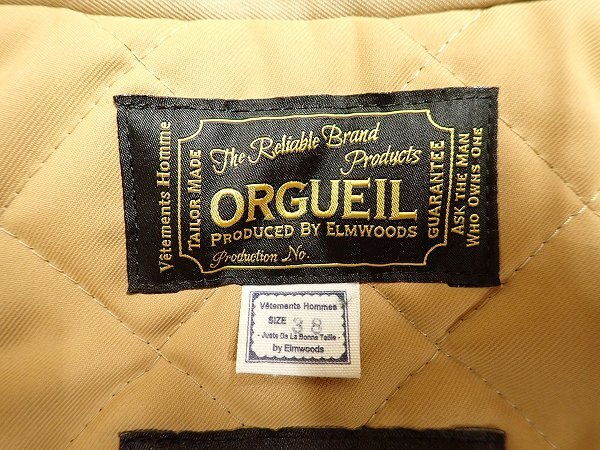 Vêtements Homme
TAILOR MADE
The Reliable Brand
Products
ORGUEIL
PRODUCED BY ELMWOODS
Production No.
GUARANTEE
ASK THE MAN
WHO OWNS ONE
Vêtements Hommes
SIZE 38
- Juste De La Bonne Taille -
by Elmwoods